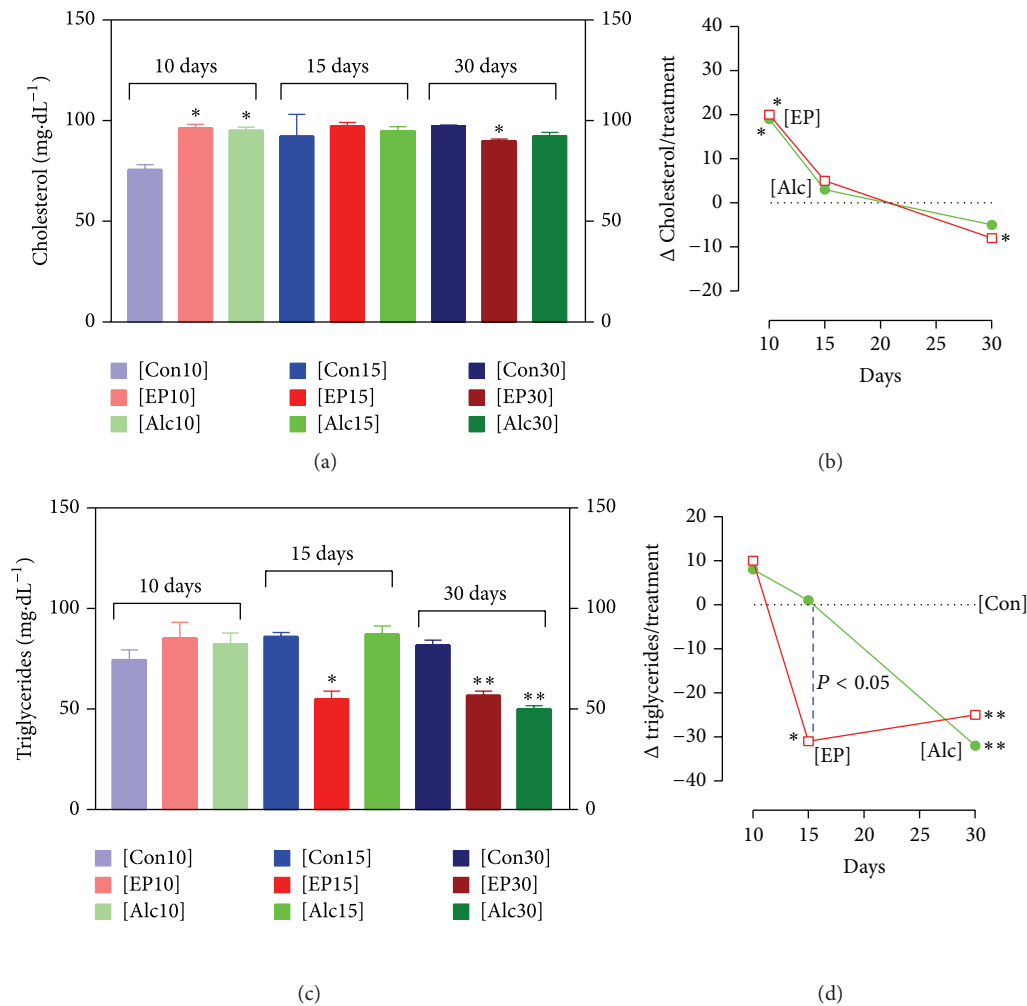 150 150
10 days 15 days 30 days
* * *
100 100
50 50
0 0
Cholesterol (mg·dL⁻¹)
[Con10] [Con15] [Con30]
[EP10] [EP15] [EP30]
[Alc10] [Alc15] [Alc30]
(a)
40
30
20
10
0
−10
−20
Δ Cholesterol/treatment
*
[EP]
*
[Alc]
*
10 15 20 25 30
Days
(b)
150 150
15 days
10 days 30 days
100 100
* ** **
50 50
0 0
Triglycerides (mg·dL⁻¹)
[Con10] [Con15] [Con30]
[EP10] [EP15] [EP30]
[Alc10] [Alc15] [Alc30]
(c)
20
10
0
−10
−20
−30
−40
Δ triglycerides/treatment
[Con]
P < 0.05
**
*
[EP] [Alc] **
10 15 20 25 30
Days
(d)